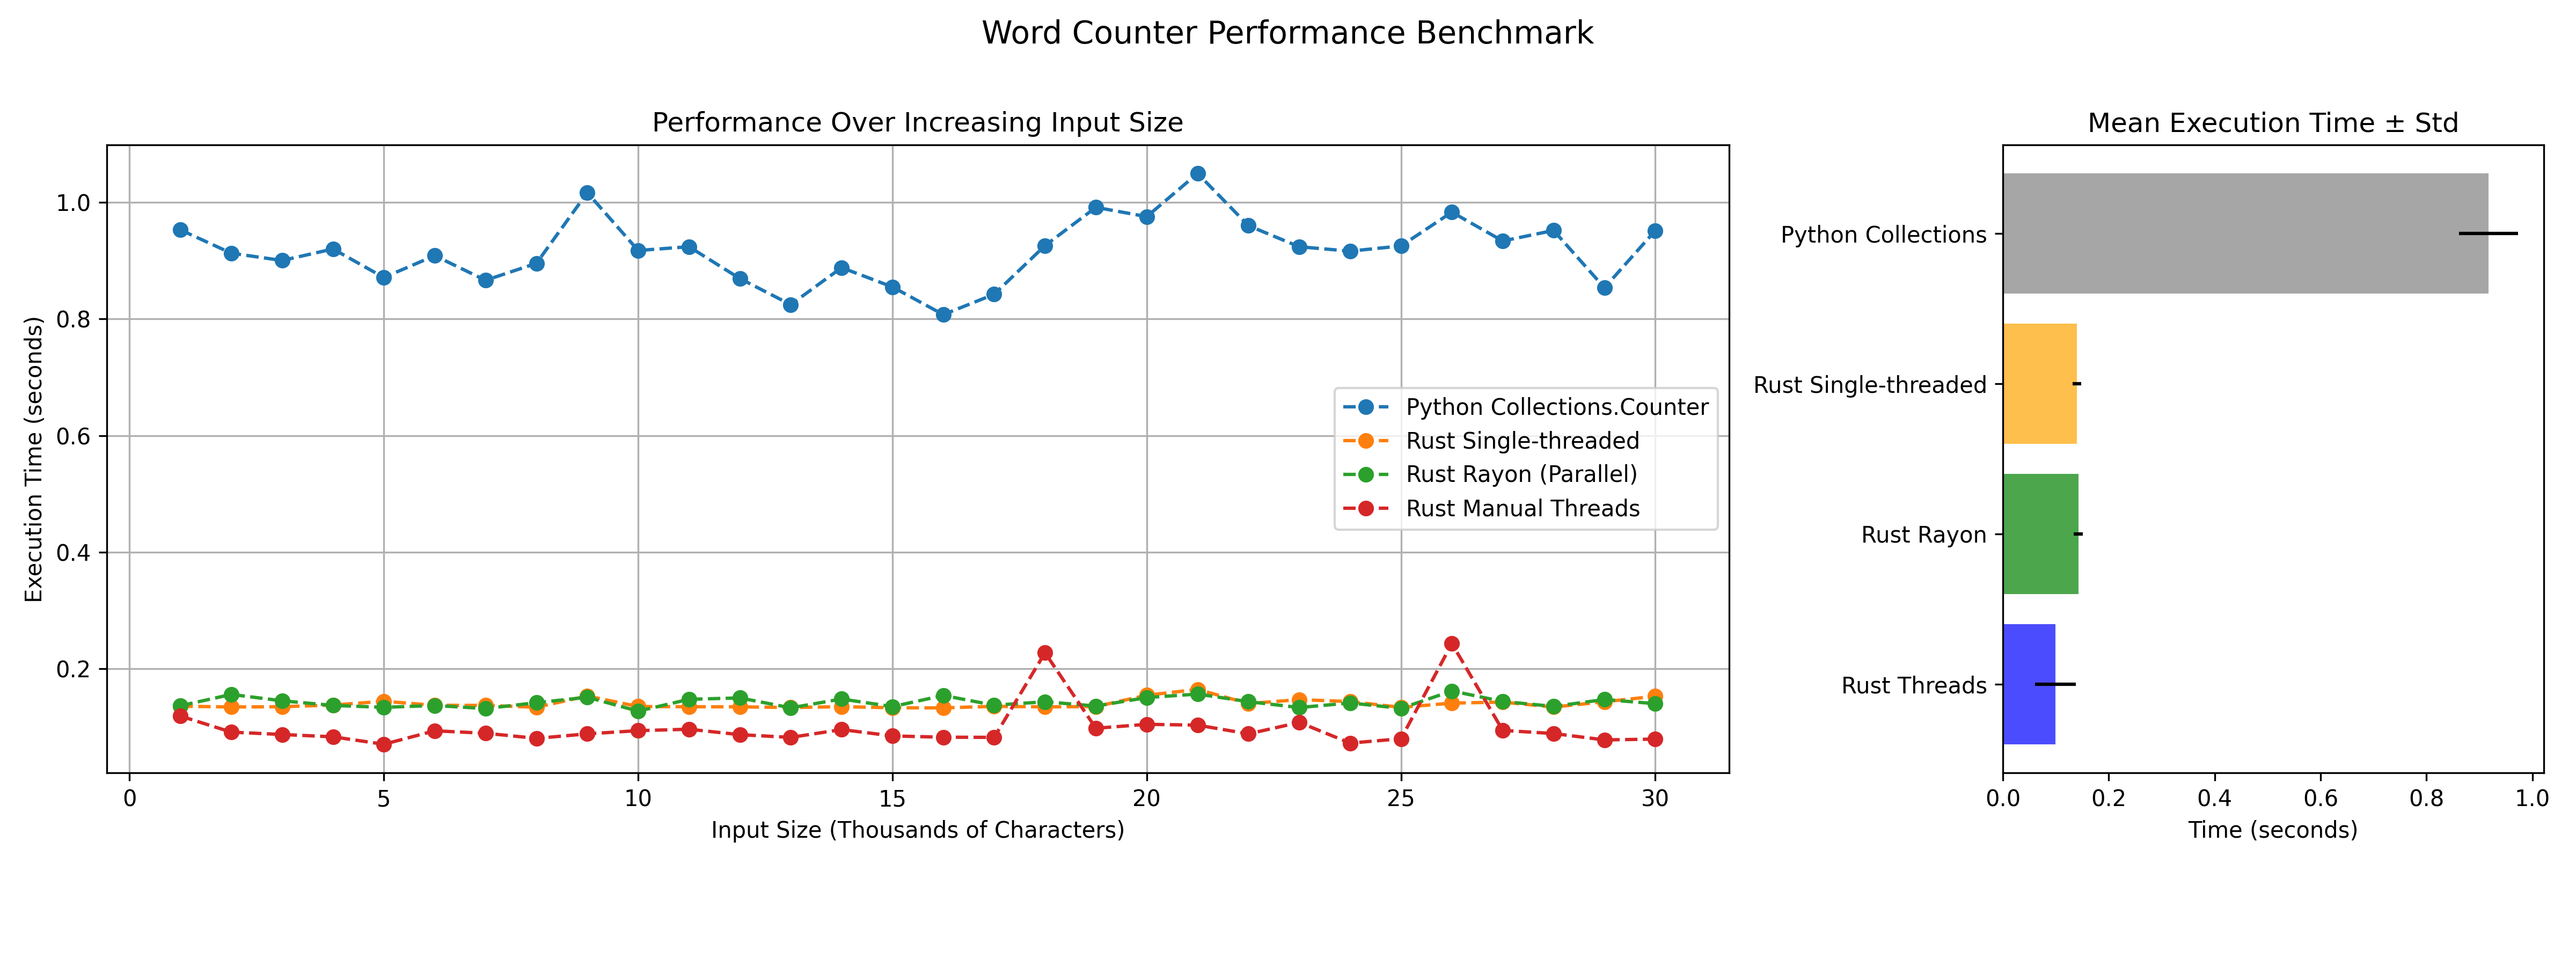 Word Counter Performance Benchmark
Performance Over Increasing Input Size
Execution Time (seconds)
1.0
0.8
0.6
0.4
0.2
0 5 10 15 20 25 30
Input Size (Thousands of Characters)
Python Collections.Counter
Rust Single-threaded
Rust Rayon (Parallel)
Rust Manual Threads
Mean Execution Time ± Std
Python Collections
Rust Single-threaded
Rust Rayon
Rust Threads
0.0 0.2 0.4 0.6 0.8 1.0
Time (seconds)